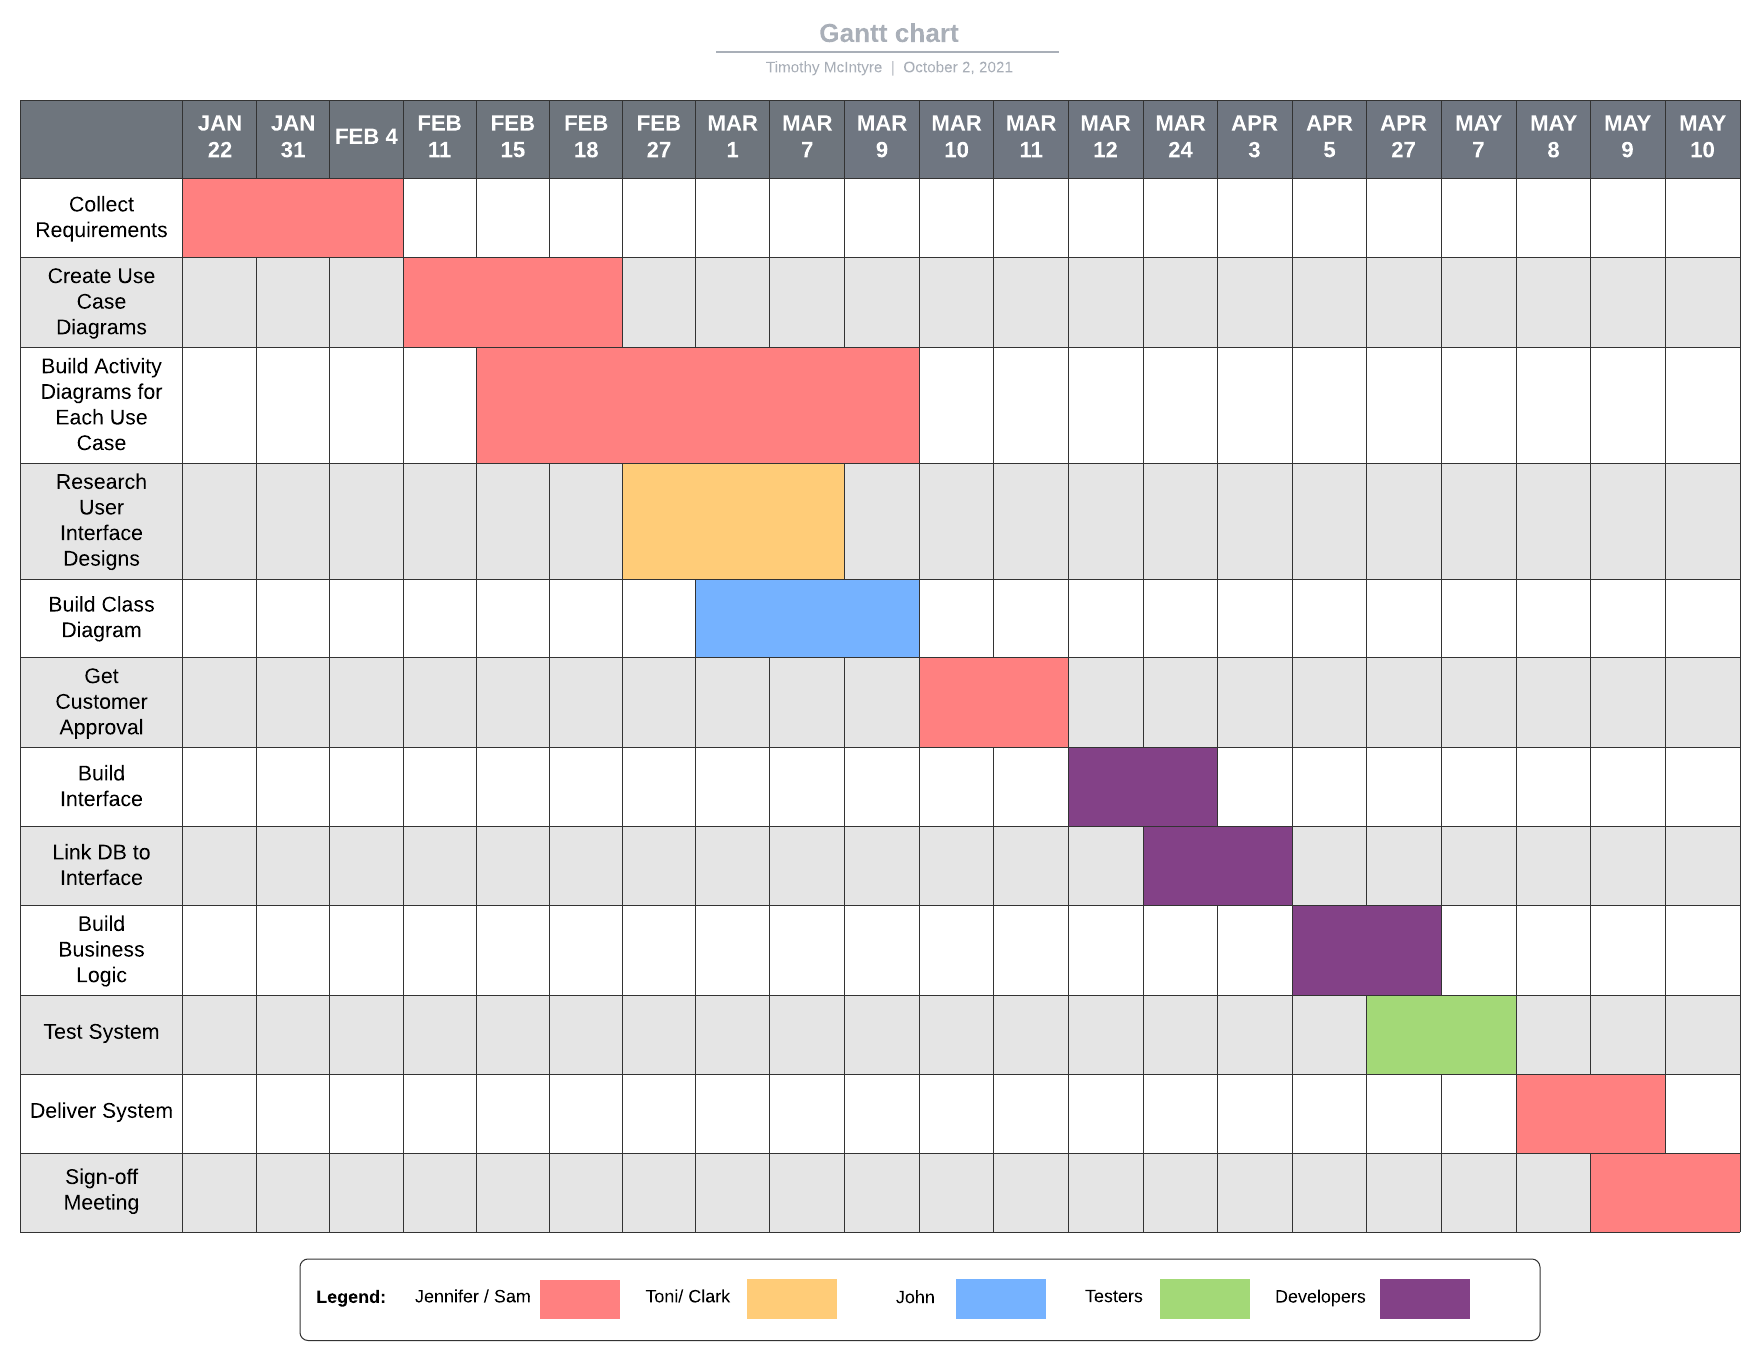 Gantt chart
Timothy McIntyre | October 2, 2021
JAN 22
JAN 31
FEB 4
FEB 11
FEB 15
FEB 18
FEB 27
MAR 1
MAR 7
MAR 9
MAR 10
MAR 11
MAR 12
MAR 24
APR 3
APR 5
APR 27
MAY 7
MAY 8
MAY 9
MAY 10
Collect
Requirements
Create Use
Case
Diagrams
Build Activity
Diagrams for
Each Use
Case
Research
User
Interface
Designs
Build Class
Diagram
Get
Customer
Approval
Build
Interface
Link DB to
Interface
Build
Business
Logic
Test System
Deliver System
Sign-off
Meeting
Legend: Jennifer / Sam Toni/ Clark John Testers Developers